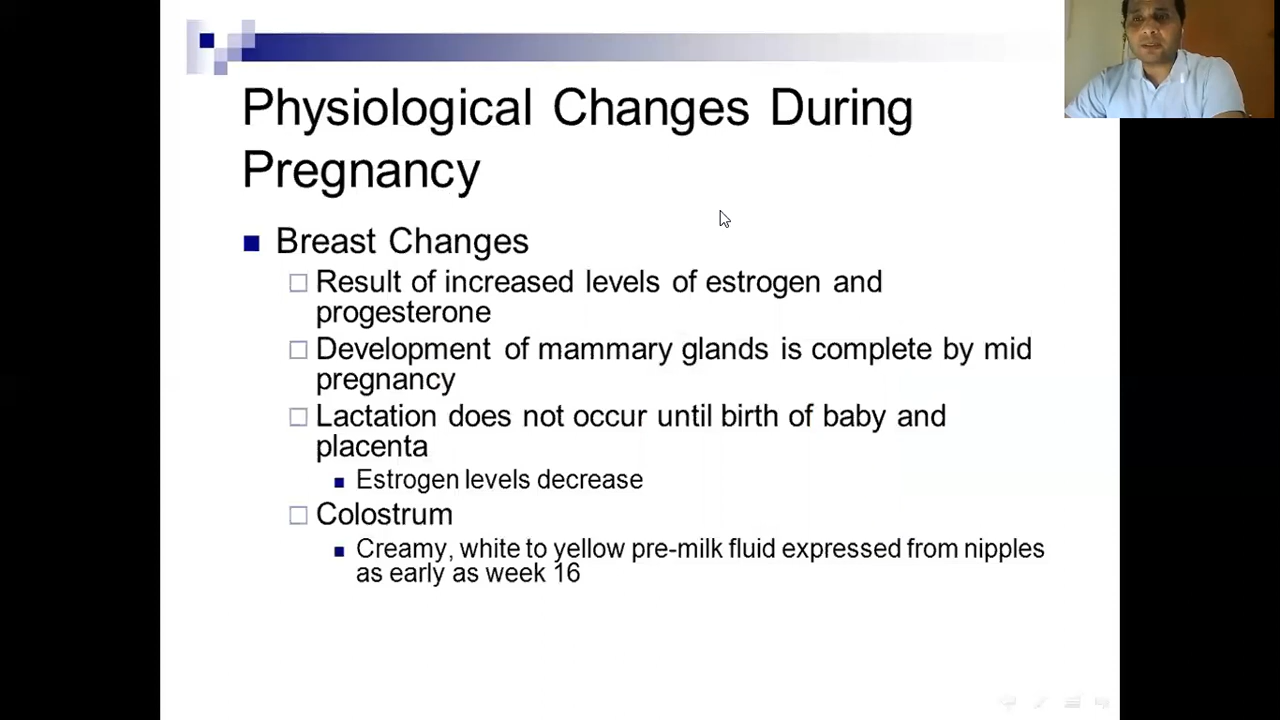 Physiological Changes During
Pregnancy
Breast Changes
Result of increased levels of estrogen and
progesterone
Development of mammary glands is complete by mid
pregnancy
Lactation does not occur until birth of baby and
placenta
Estrogen levels decrease
Colostrum
Creamy, white to yellow pre-milk fluid expressed from nipples
as early as week 16